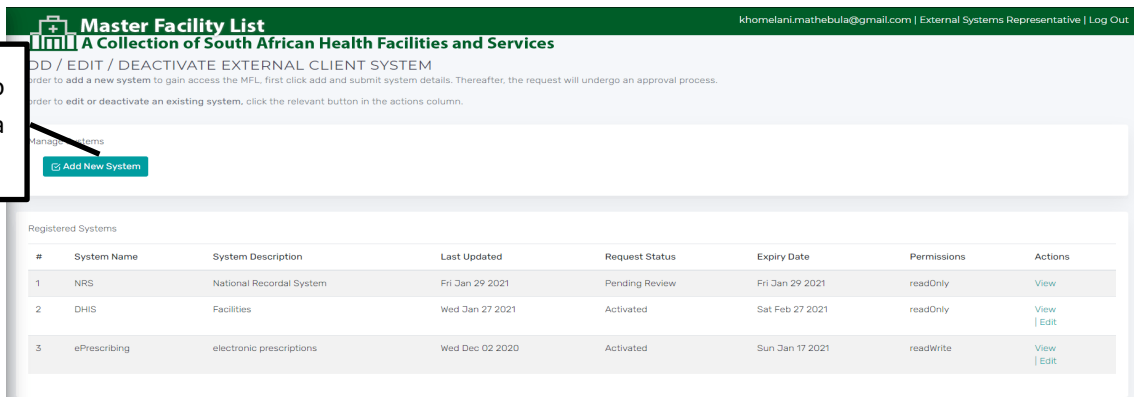 Master Facility List
khomelani.mathebula@gmail.com | External Systems Representative | Log Out
A Collection of South African Health Facilities and Services
DD / EDIT / DEACTIVATE EXTERNAL CLIENT SYSTEM
order to add a new system to gain access the MFL, first click add and submit system details. Thereafter, the request will undergo an approval process.
order to edit or deactivate an existing system, click the relevant button in the actions column.
Manage
Add New System
Registered Systems
# System Name System Description Last Updated Request Status Expiry Date Permissions Actions
1 NRS National Recordal System Fri Jan 29 2021 Pending Review Fri Jan 29 2021 readOnly View
2 DHIS Facilities Wed Jan 27 2021 Activated Sat Feb 27 2021 readOnly View
| Edit
3 ePrescribing electronic prescriptions Wed Dec 02 2020 Activated Sun Jan 17 2021 readWrite View
| Edit